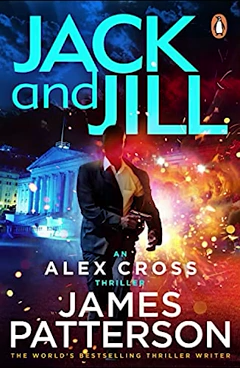 JACK
and JILL
AN
ALEX CROSS
THRILLER
JAMES
PATTERSON
THE WORLD'S BESTSELLING THRILLER WRITER